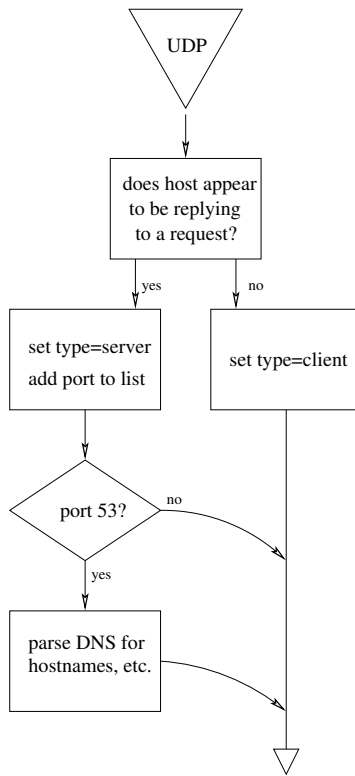 UDP
does host appear
to be replying
to a request?
yes
no
set type=server
add port to list
set type=client
port 53?
no
yes
parse DNS for
hostnames, etc.